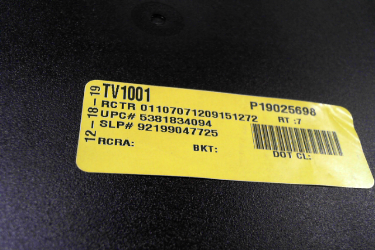 12-18-19
TV1001 P19025698
RCTR 01107071209151272 RT :7
UPC# 5381834094
SLP# 92199047725
RCRA: BKT: DOT CL: